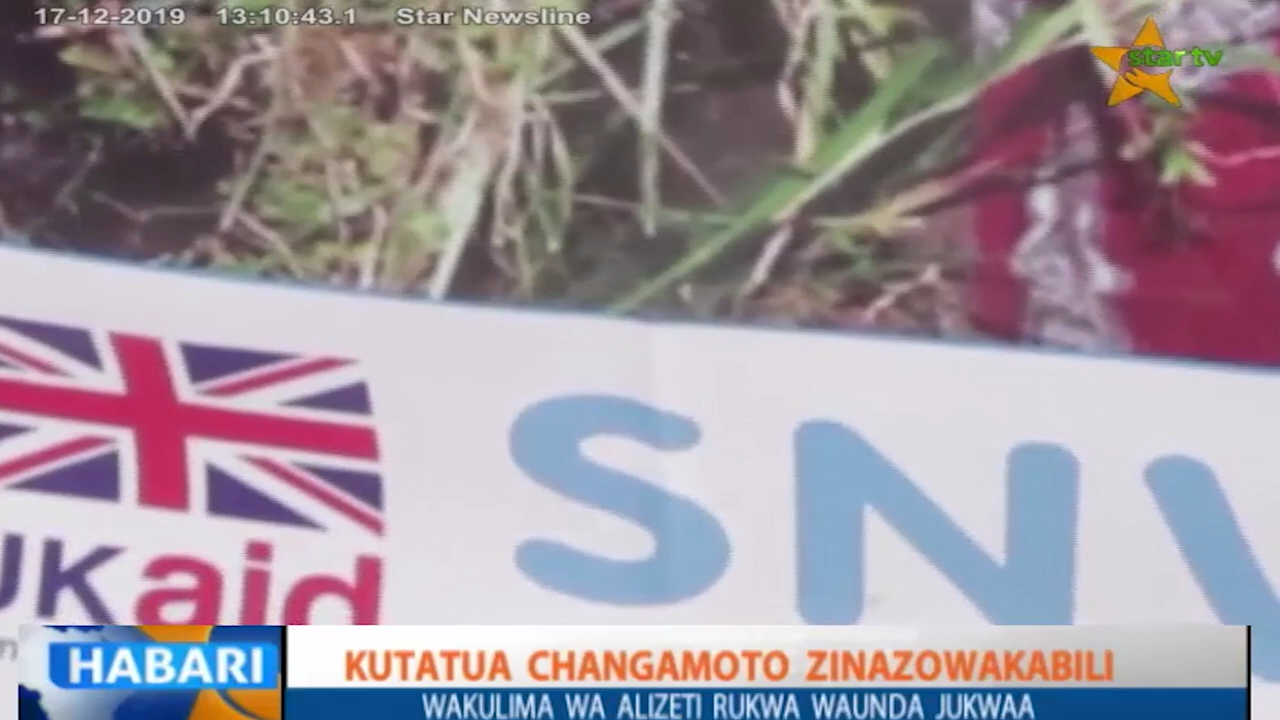 17-12-2019 13:10:43.1 Star Newsline
star tv
UKaid
SNV
HABARI
KUTATUA CHANGAMOTO ZINAZOWAKABILI
WAKULIMA WA ALIZETI RUKWA WAUNDA JUKWAA